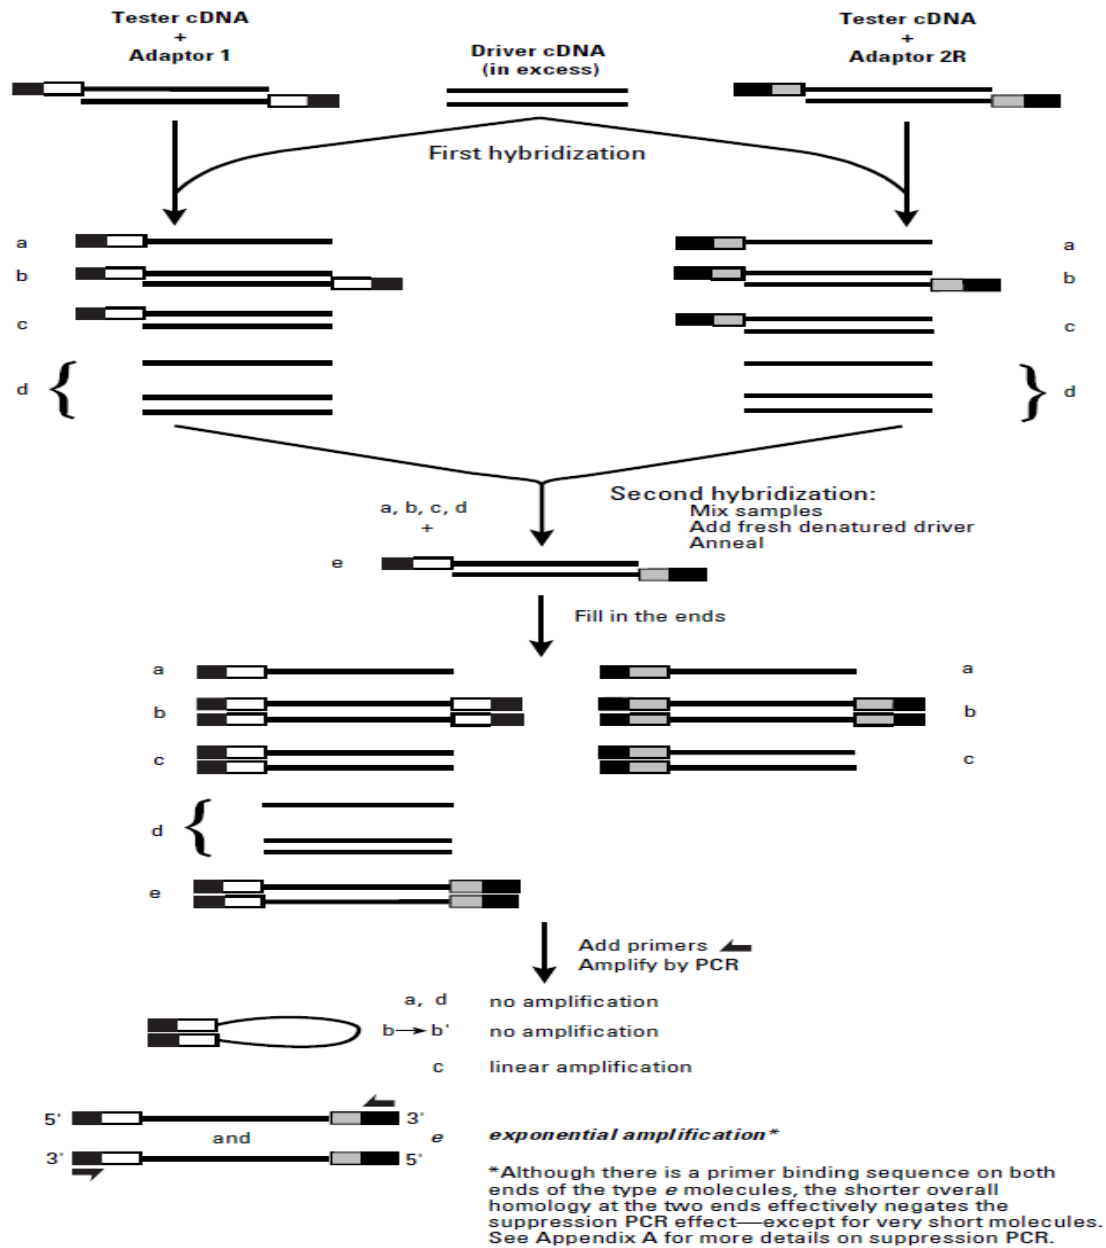 Tester cDNA
+
Adaptor 1
Driver cDNA
(in excess)
Tester cDNA
+
Adaptor 2R
First hybridization
a
b
c
d
a
b
c
d
Second hybridization:
Mix samples
Add fresh denatured driver
Anneal
a, b, c, d
+
e
Fill in the ends
a
b
c
d
e
a
b
c
Add primers
Amplify by PCR
a, d no amplification
b→b' no amplification
c linear amplification
5' 3'
and
3' 5'
e exponential amplification*
*Although there is a primer binding sequence on both
ends of the type e molecules, the shorter overall
homology at the two ends effectively negates the
suppression PCR effect—except for very short molecules.
See Appendix A for more details on suppression PCR.